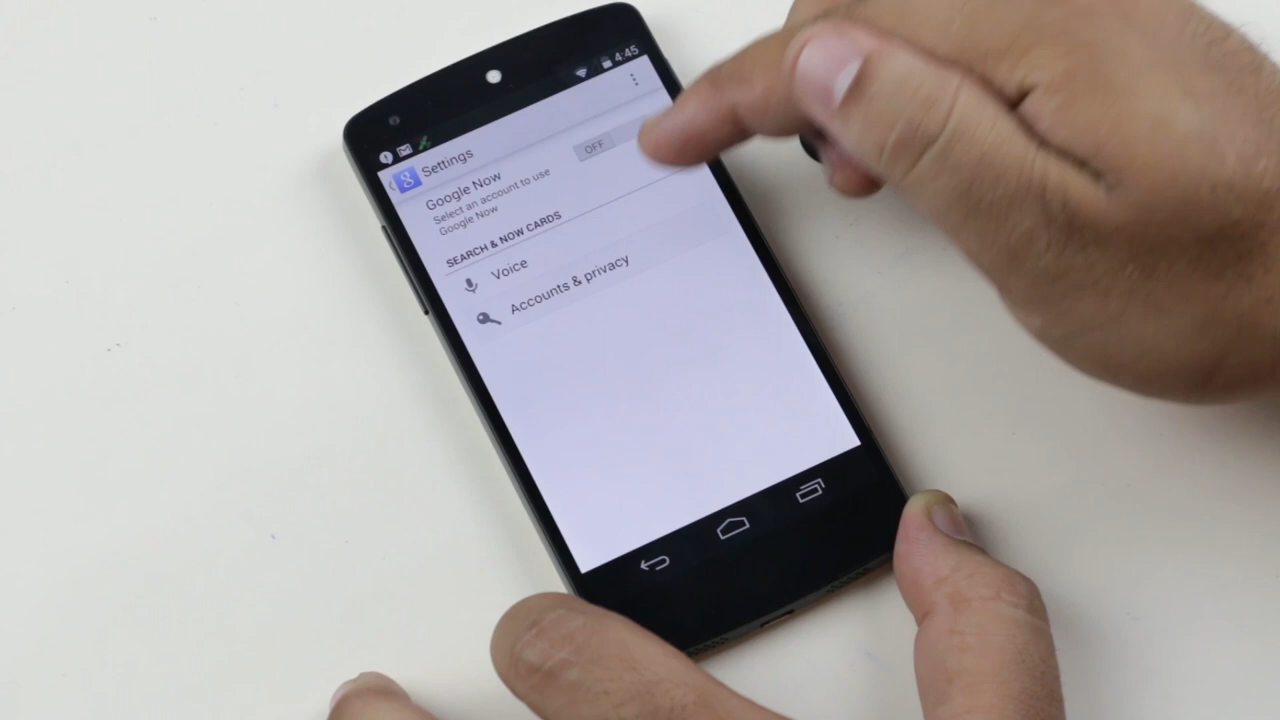 4:45
Settings
Google Now
OFF
Select an account to use
Google Now
SEARCH & NOW CARDS
Voice
Accounts & privacy